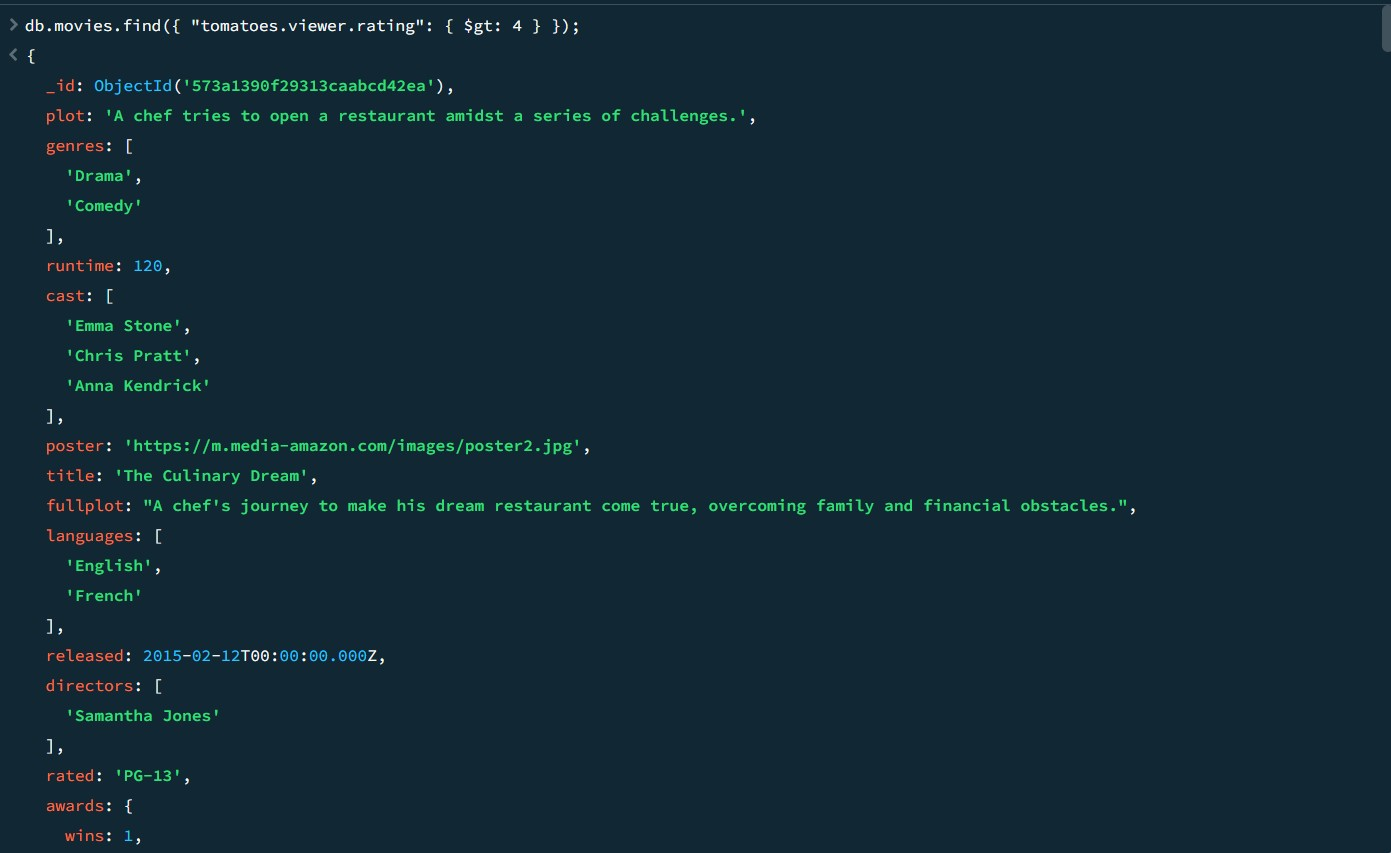 > db.movies.find({ "tomatoes.viewer.rating": { $gt: 4 } });
< {
_id: ObjectId('573a1390f29313caabcd42ea'),
plot: 'A chef tries to open a restaurant amidst a series of challenges.',
genres: [
'Drama',
'Comedy'
],
runtime: 120,
cast: [
'Emma Stone',
'Chris Pratt',
'Anna Kendrick'
],
poster: 'https://m.media-amazon.com/images/poster2.jpg',
title: 'The Culinary Dream',
fullplot: "A chef's journey to make his dream restaurant come true, overcoming family and financial obstacles.",
languages: [
'English',
'French'
],
released: 2015-02-12T00:00:00.000Z,
directors: [
'Samantha Jones'
],
rated: 'PG-13',
awards: {
wins: 1,